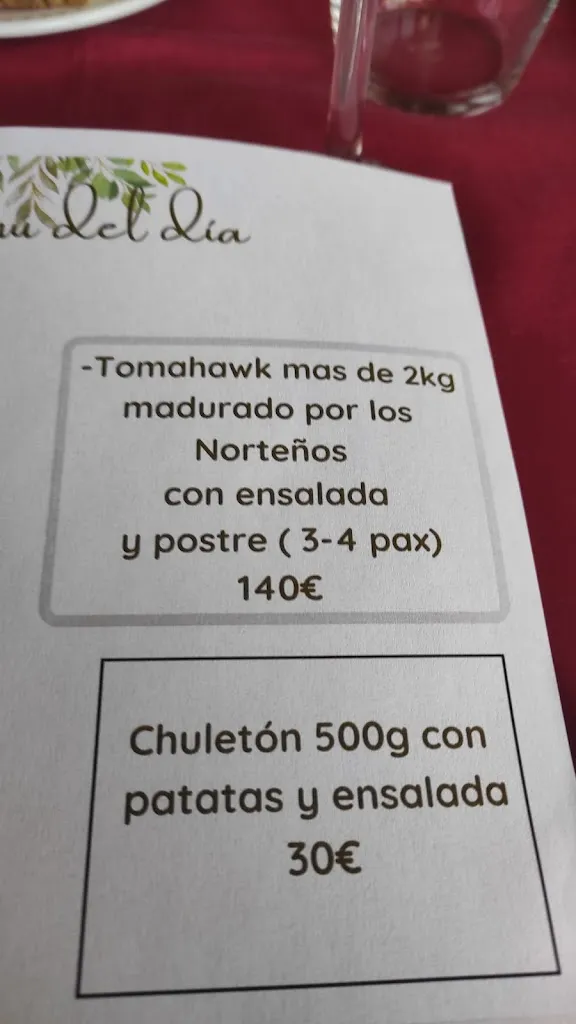 del día
-Tomahawk mas de 2kg
madurado por los
Norteños
con ensalada
y postre ( 3-4 pax)
140€
Chuletón 500g con
patatas y ensalada
30€